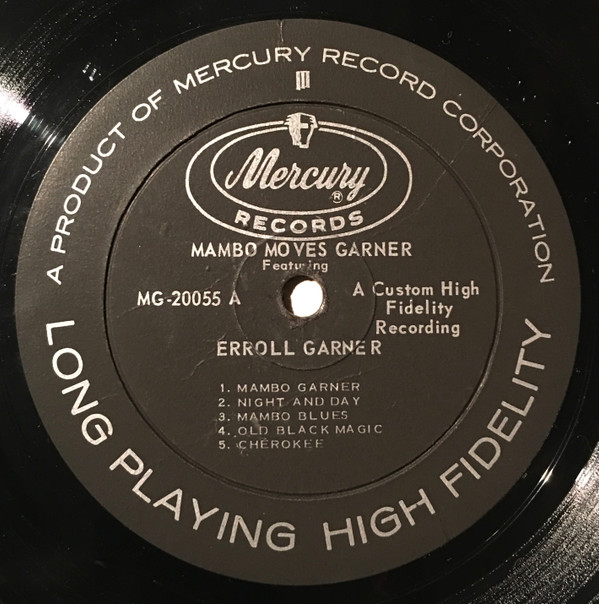 A PRODUCT OF MERCURY RECORD CORPORATION
Mercury
®
RECORDS
MAMBO MOVES GARNER
Featuring
MG-20055 A
A Custom High
Fidelity
Recording
ERROLL GARNER
1. MAMBO GARNER
2. NIGHT AND DAY
3. MAMBO BLUES
4. OLD BLACK MAGIC
5. CHEROKEE
LONG PLAYING HIGH FIDELITY